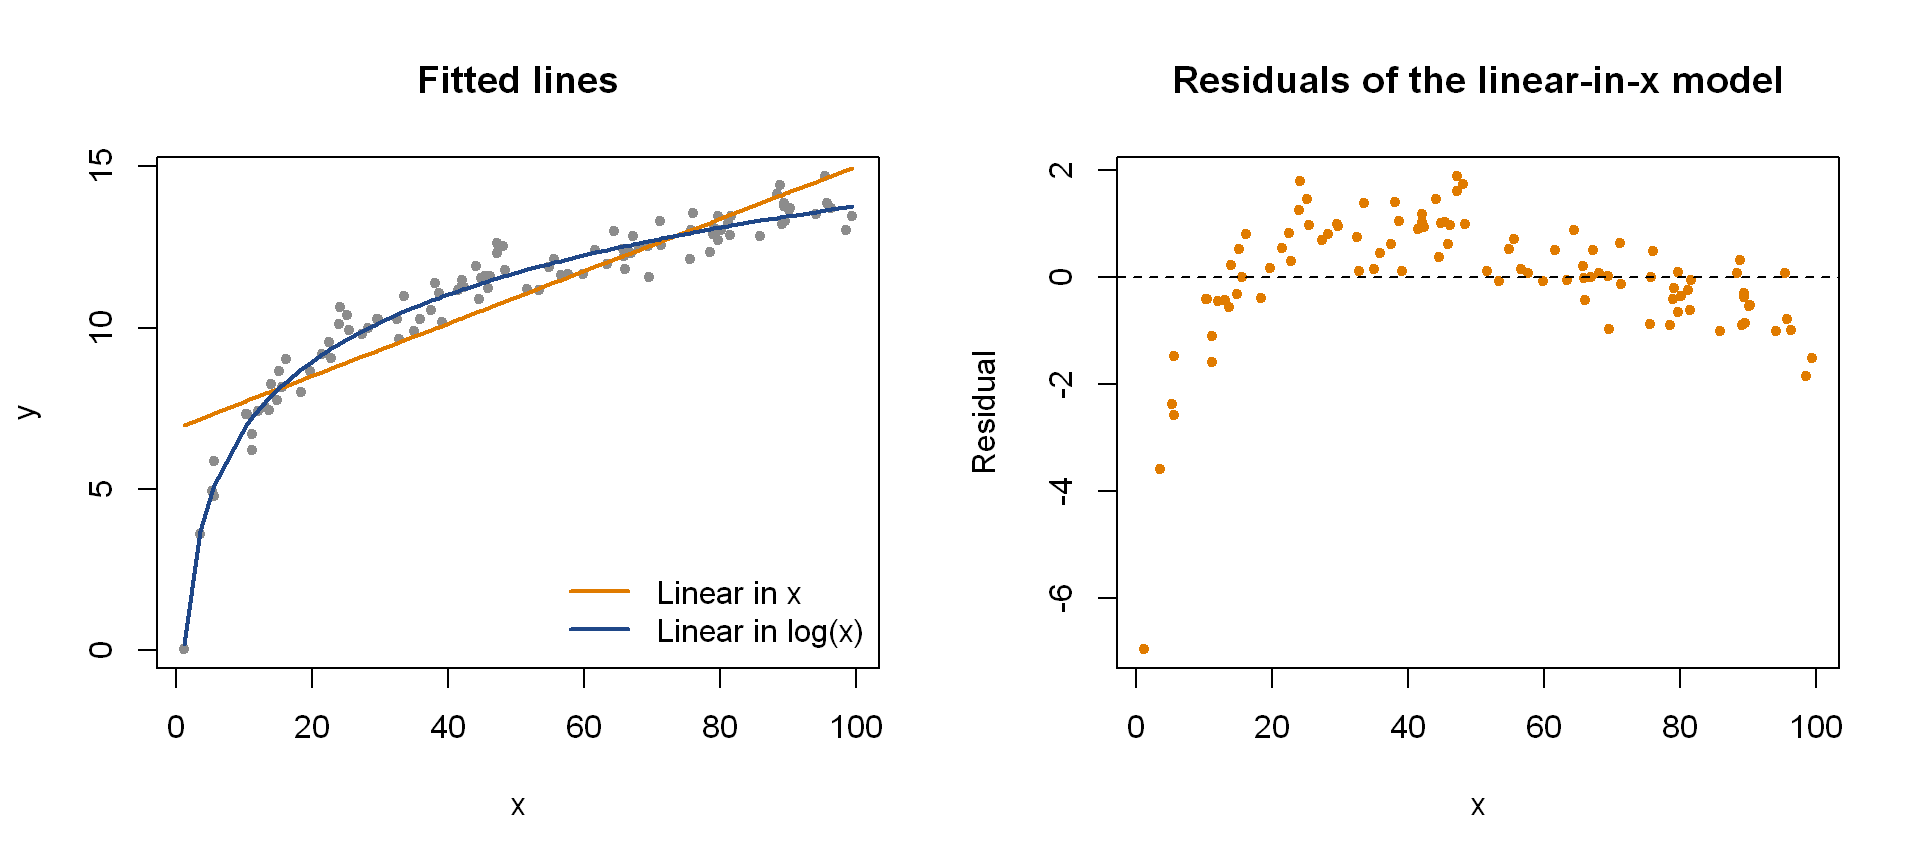 Fitted lines
y
15
10
5
0
Linear in x
Linear in log(x)
0 20 40 60 80 100
x
Residuals of the linear-in-x model
Residual
2
0
-2
-4
-6
0 20 40 60 80 100
x